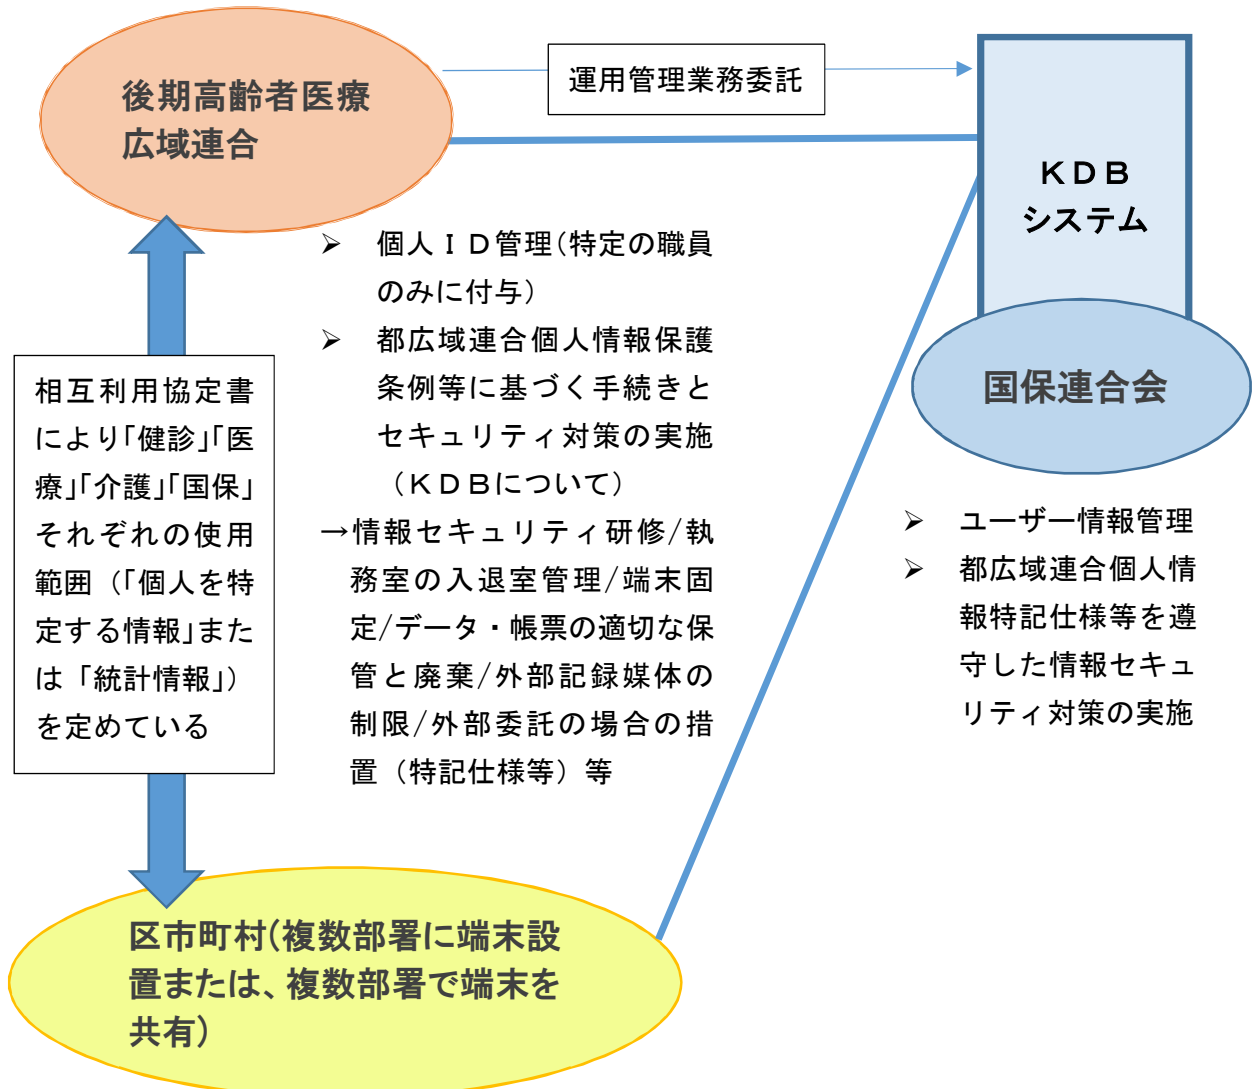 後期高齢者医療
広域連合
運用管理業務委託
ＫＤＢ
システム
国保連合会
➢ 個人ＩＤ管理(特定の職員
のみに付与)
➢ 都広域連合個人情報保護
条例等に基づく手続きと
セキュリティ対策の実施
（ＫＤＢについて）
→情報セキュリティ研修/執
務室の入退室管理/端末固
定/データ・帳票の適切な保
管と廃棄/外部記録媒体の
制限/外部委託の場合の措
置（特記仕様等）等
相互利用協定書
により｢健診｣｢医
療｣｢介護｣｢国保｣
それぞれの使用
範囲（｢個人を特
定する情報｣また
は「統計情報｣）
を定めている
➢ ユーザー情報管理
➢ 都広域連合個人情
報特記仕様等を遵
守した情報セキュ
リティ対策の実施
区市町村(複数部署に端末設
置または、複数部署で端末を
共有)